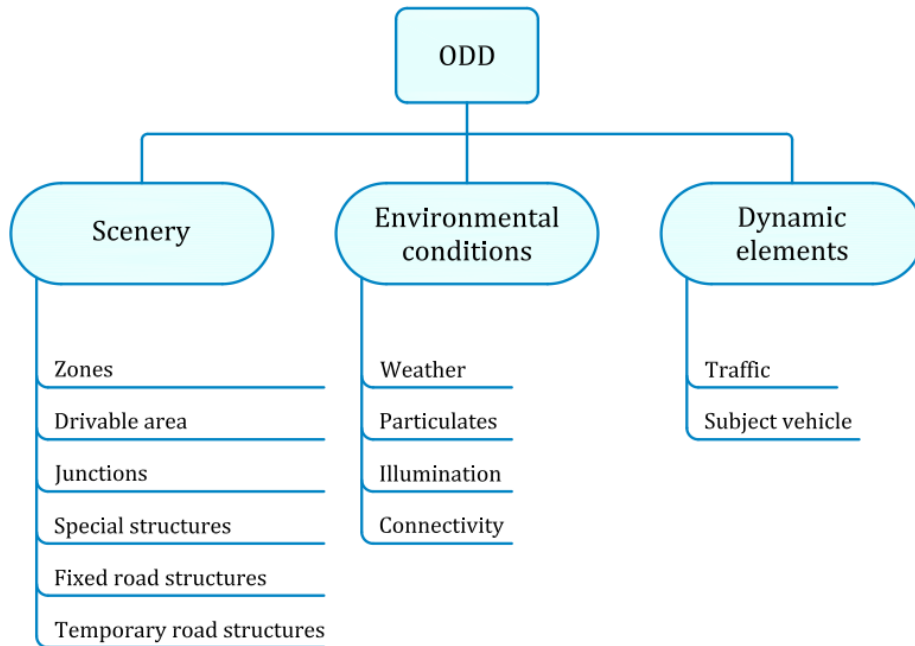 ODD
Scenery
Zones
Drivable area
Junctions
Special structures
Fixed road structures
Temporary road structures
Environmental
conditions
Weather
Particulates
Illumination
Connectivity
Dynamic
elements
Traffic
Subject vehicle